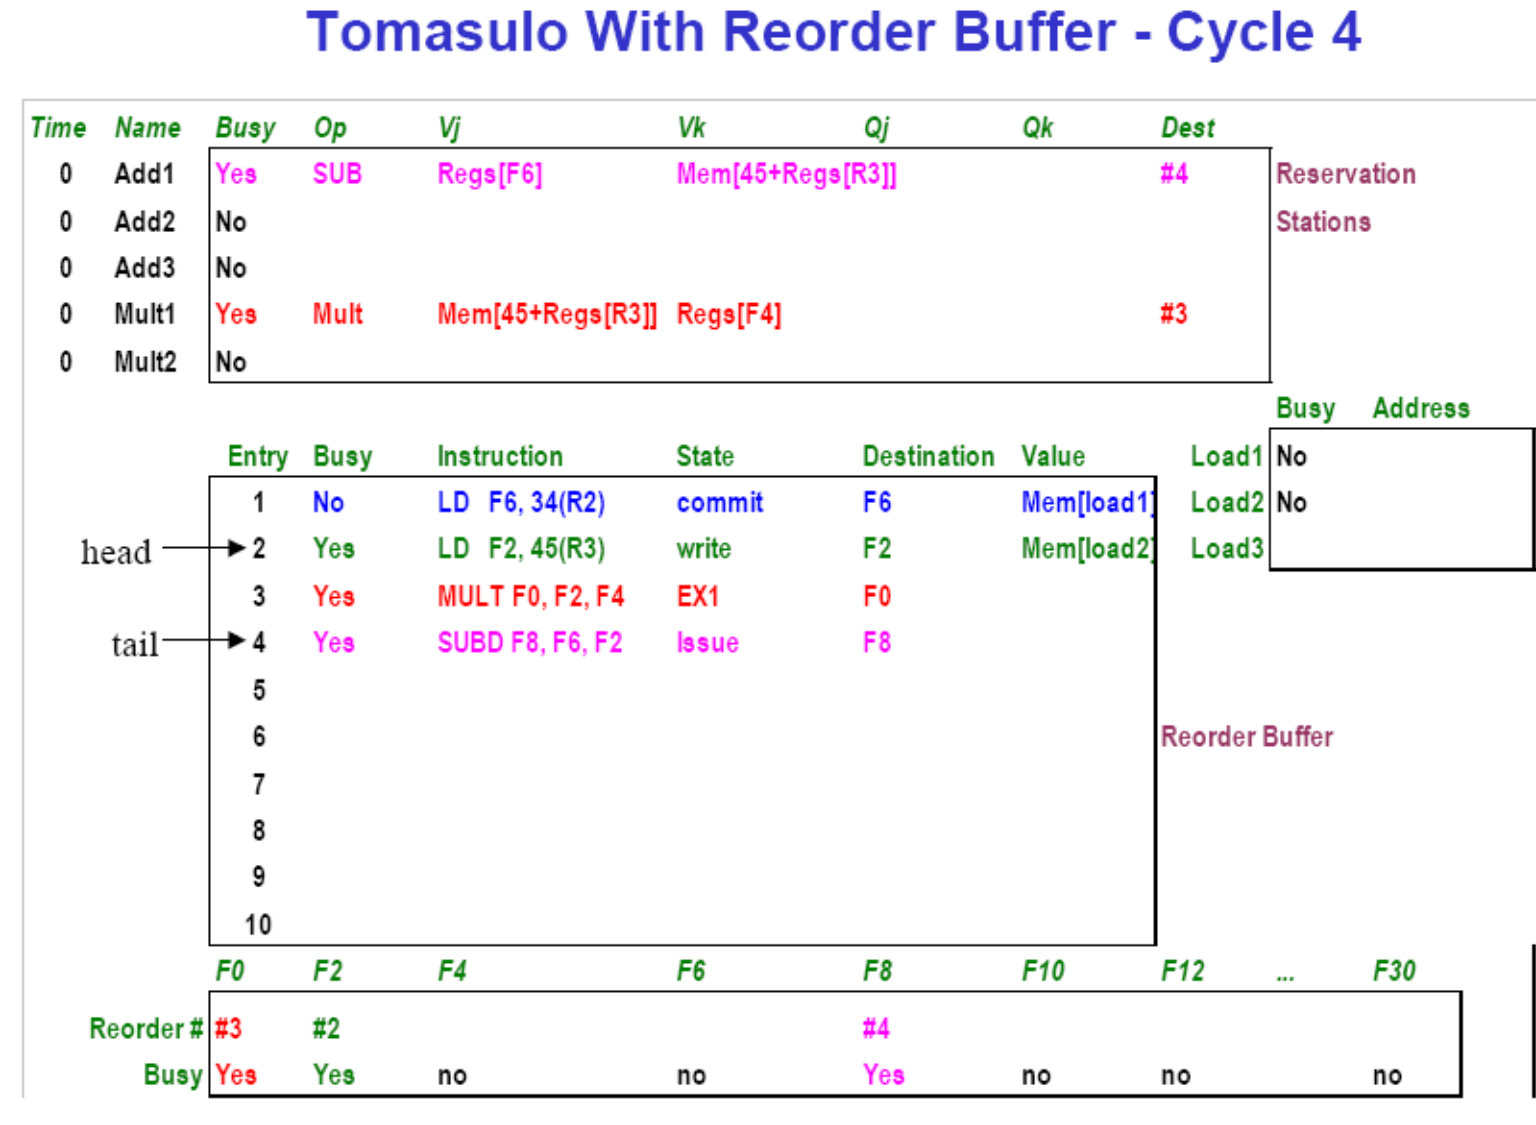 Tomasulo With Reorder Buffer - Cycle 4
Time Name Busy Op Vj Vk Qj Qk Dest
0 Add1 Yes SUB Regs[F6] Mem[45+Regs[R3]] #4 Reservation
0 Add2 No Stations
0 Add3 No
0 Mult1 Yes Mult Mem[45+Regs[R3]] Regs[F4] #3
0 Mult2 No
Busy Address
Entry Busy Instruction State Destination Value Load1 No
1 No LD F6, 34(R2) commit F6 Mem[load1] Load2 No
head 2 Yes LD F2, 45(R3) write F2 Mem[load2] Load3
3 Yes MULT F0, F2, F4 EX1 F0
tail 4 Yes SUBD F8, F6, F2 Issue F8
5
6 Reorder Buffer
7
8
9
10
F0 F2 F4 F6 F8 F10 F12 ... F30
Reorder # #3 #2 #4
Busy Yes Yes no no Yes no no no